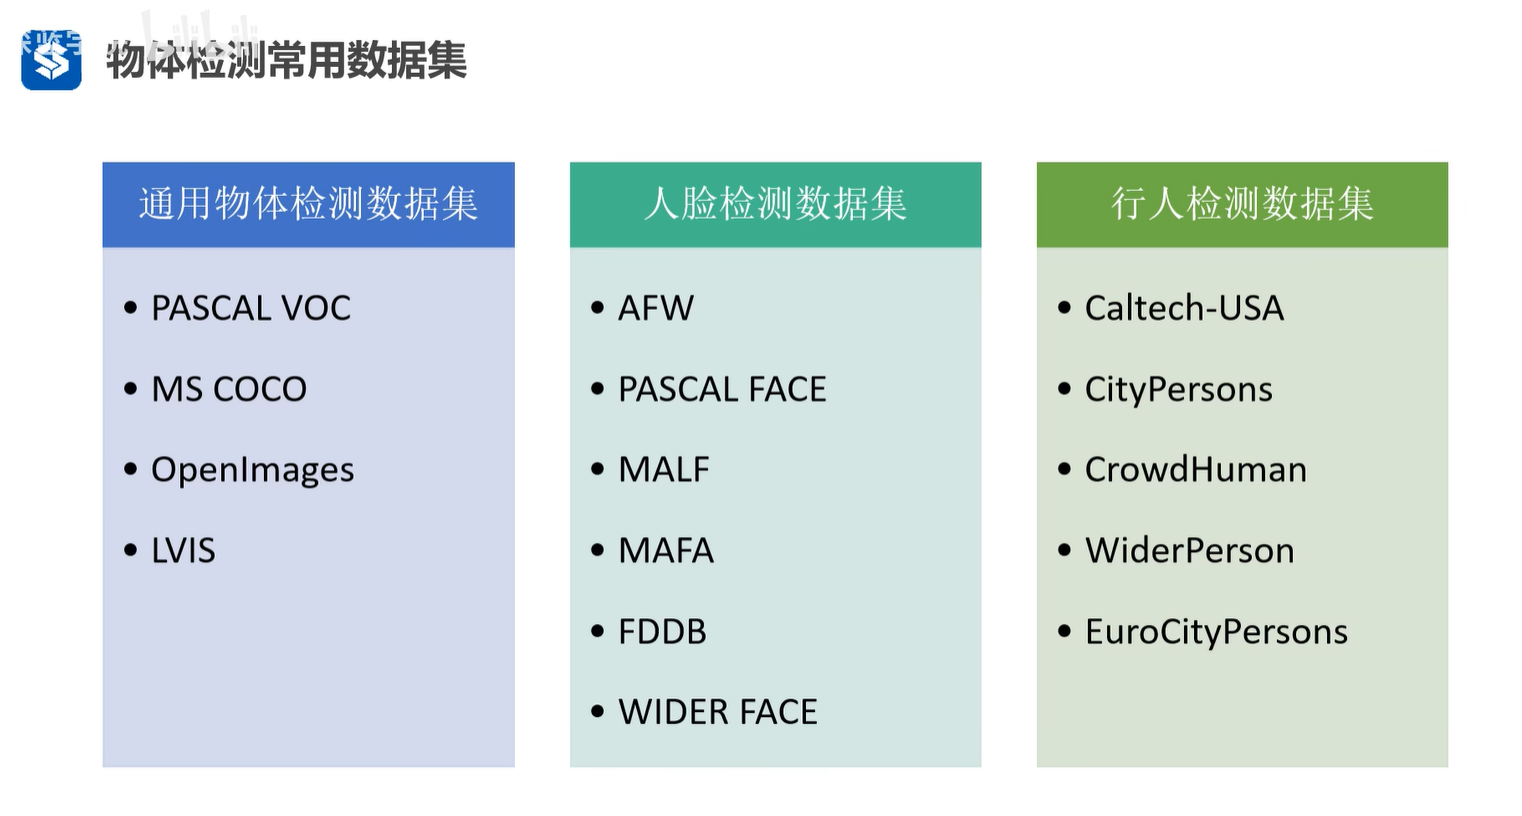 物体检测常用数据集
通用物体检测数据集
• PASCAL VOC
• MS COCO
• OpenImages
• LVIS
人脸检测数据集
• AFW
• PASCAL FACE
• MALF
• MAFA
• FDDB
• WIDER FACE
行人检测数据集
• Caltech-USA
• CityPersons
• CrowdHuman
• WiderPerson
• EuroCityPersons